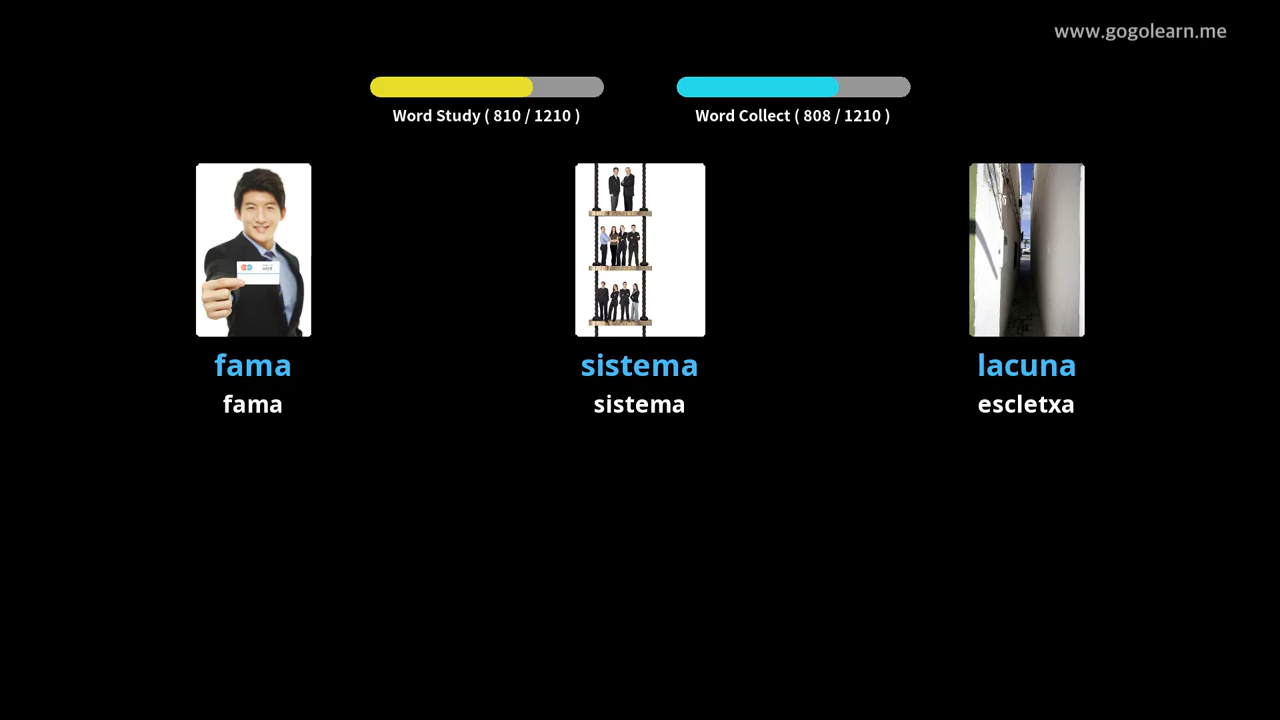 www.gogolearn.me
Word Study ( 810 / 1210 )
Word Collect ( 808 / 1210 )
fama
sistema
lacuna
fama
sistema
escletxa